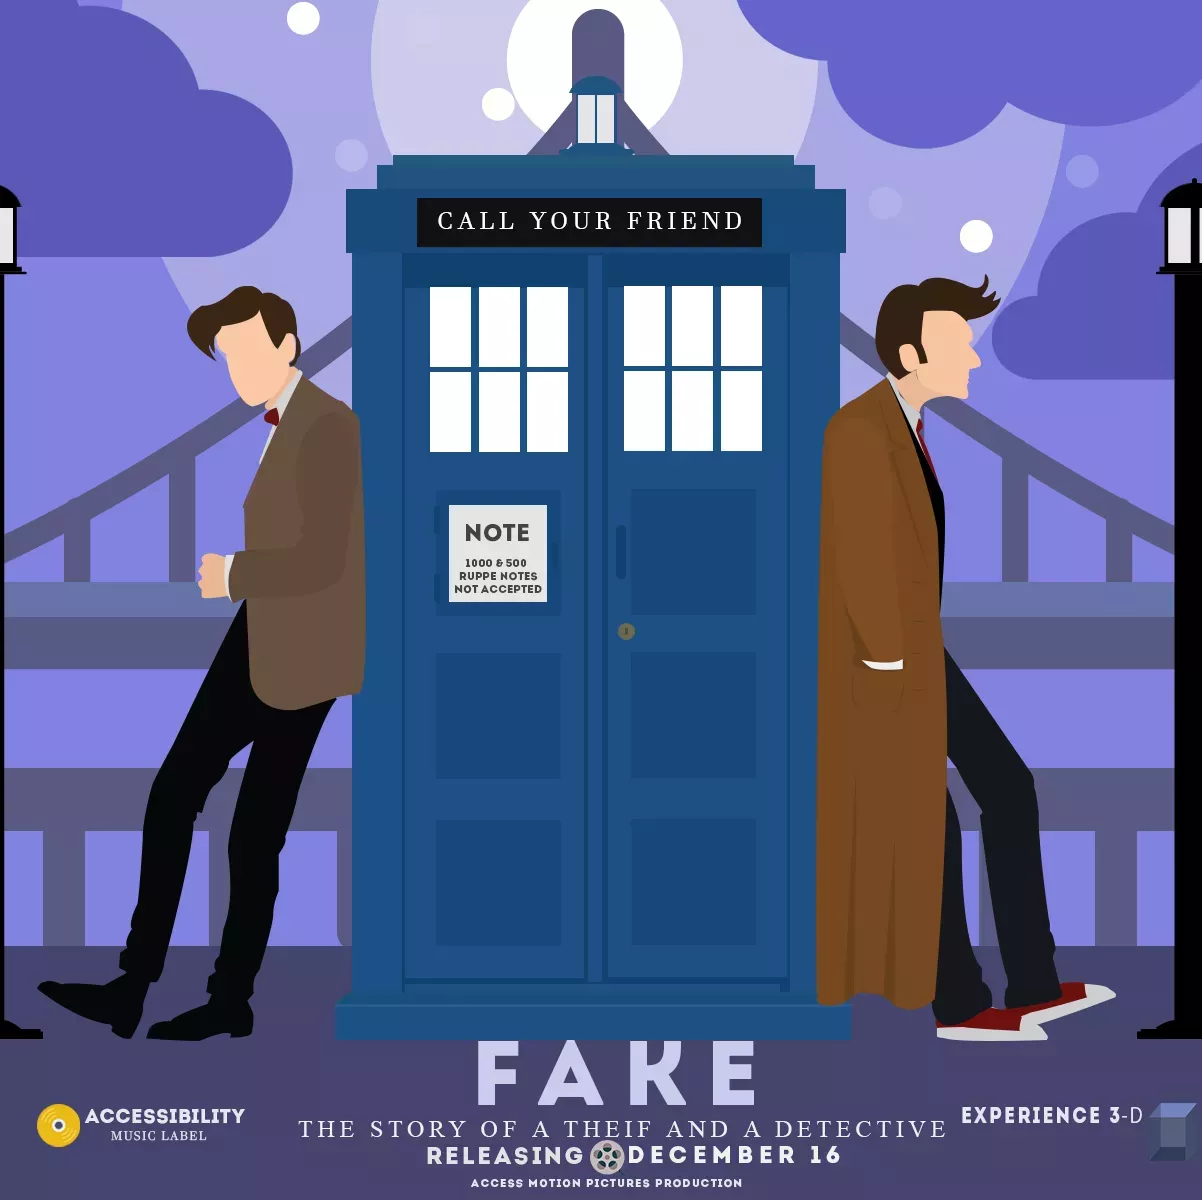 CALL YOUR FRIEND
NOTE
1000 & 500
RUPPE NOTES
NOT ACCEPTED
FAKE
ACCESSIBILITY
MUSIC LABEL
THE STORY OF A THEIF AND A DETECTIVE
EXPERIENCE 3-D
RELEASING DECEMBER 16
ACCESS MOTION PICTURES PRODUCTION